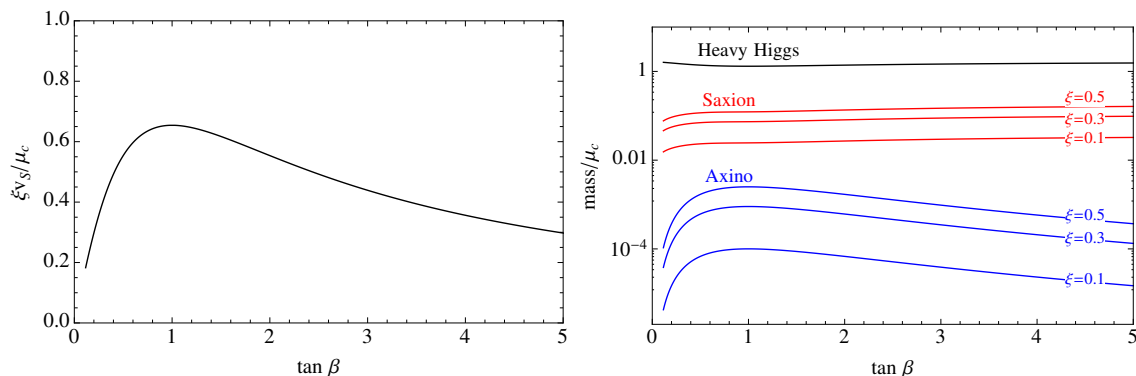 ξv_S/μ_c
1.0
0.8
0.6
0.4
0.2
0.0
0 1 2 3 4 5
tan β
mass/μ_c
1
0.01
10^{-4}
Heavy Higgs
Saxion
ξ=0.5
ξ=0.3
ξ=0.1
Axino
ξ=0.5
ξ=0.3
ξ=0.1
0 1 2 3 4 5
tan β